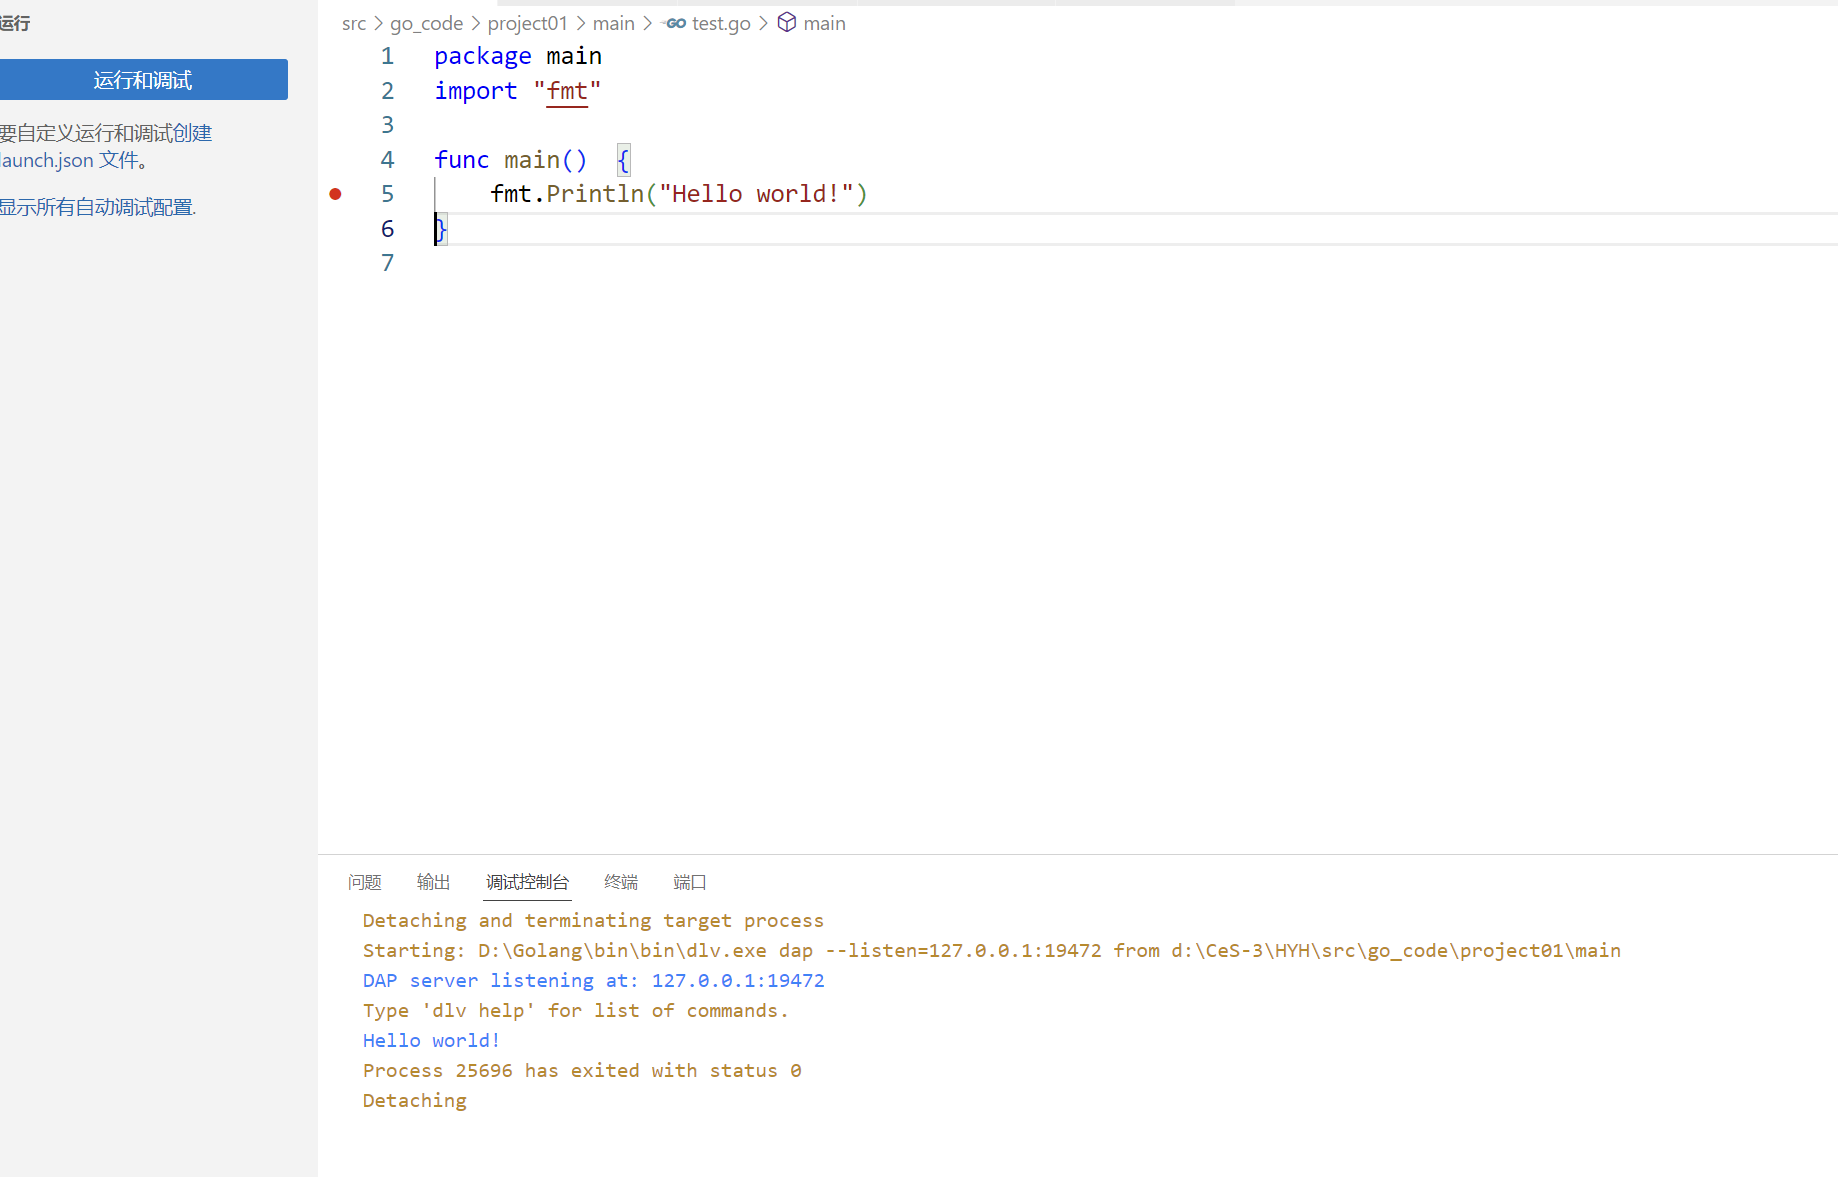 运行
运行和调试
要自定义运行和调试创建
launch.json 文件。
显示所有自动调试配置.
src > go_code > project01 > main > GO test.go > main
1 package main
2 import "fmt"
3
4 func main()  {
5     fmt.Println("Hello world!")
6 }
7
问题 输出 调试控制台 终端 端口
Detaching and terminating target process
Starting: D:\Golang\bin\bin\dlv.exe dap --listen=127.0.0.1:19472 from d:\CeS-3\HYH\src\go_code\project01\main
DAP server listening at: 127.0.0.1:19472
Type 'dlv help' for list of commands.
Hello world!
Process 25696 has exited with status 0
Detaching